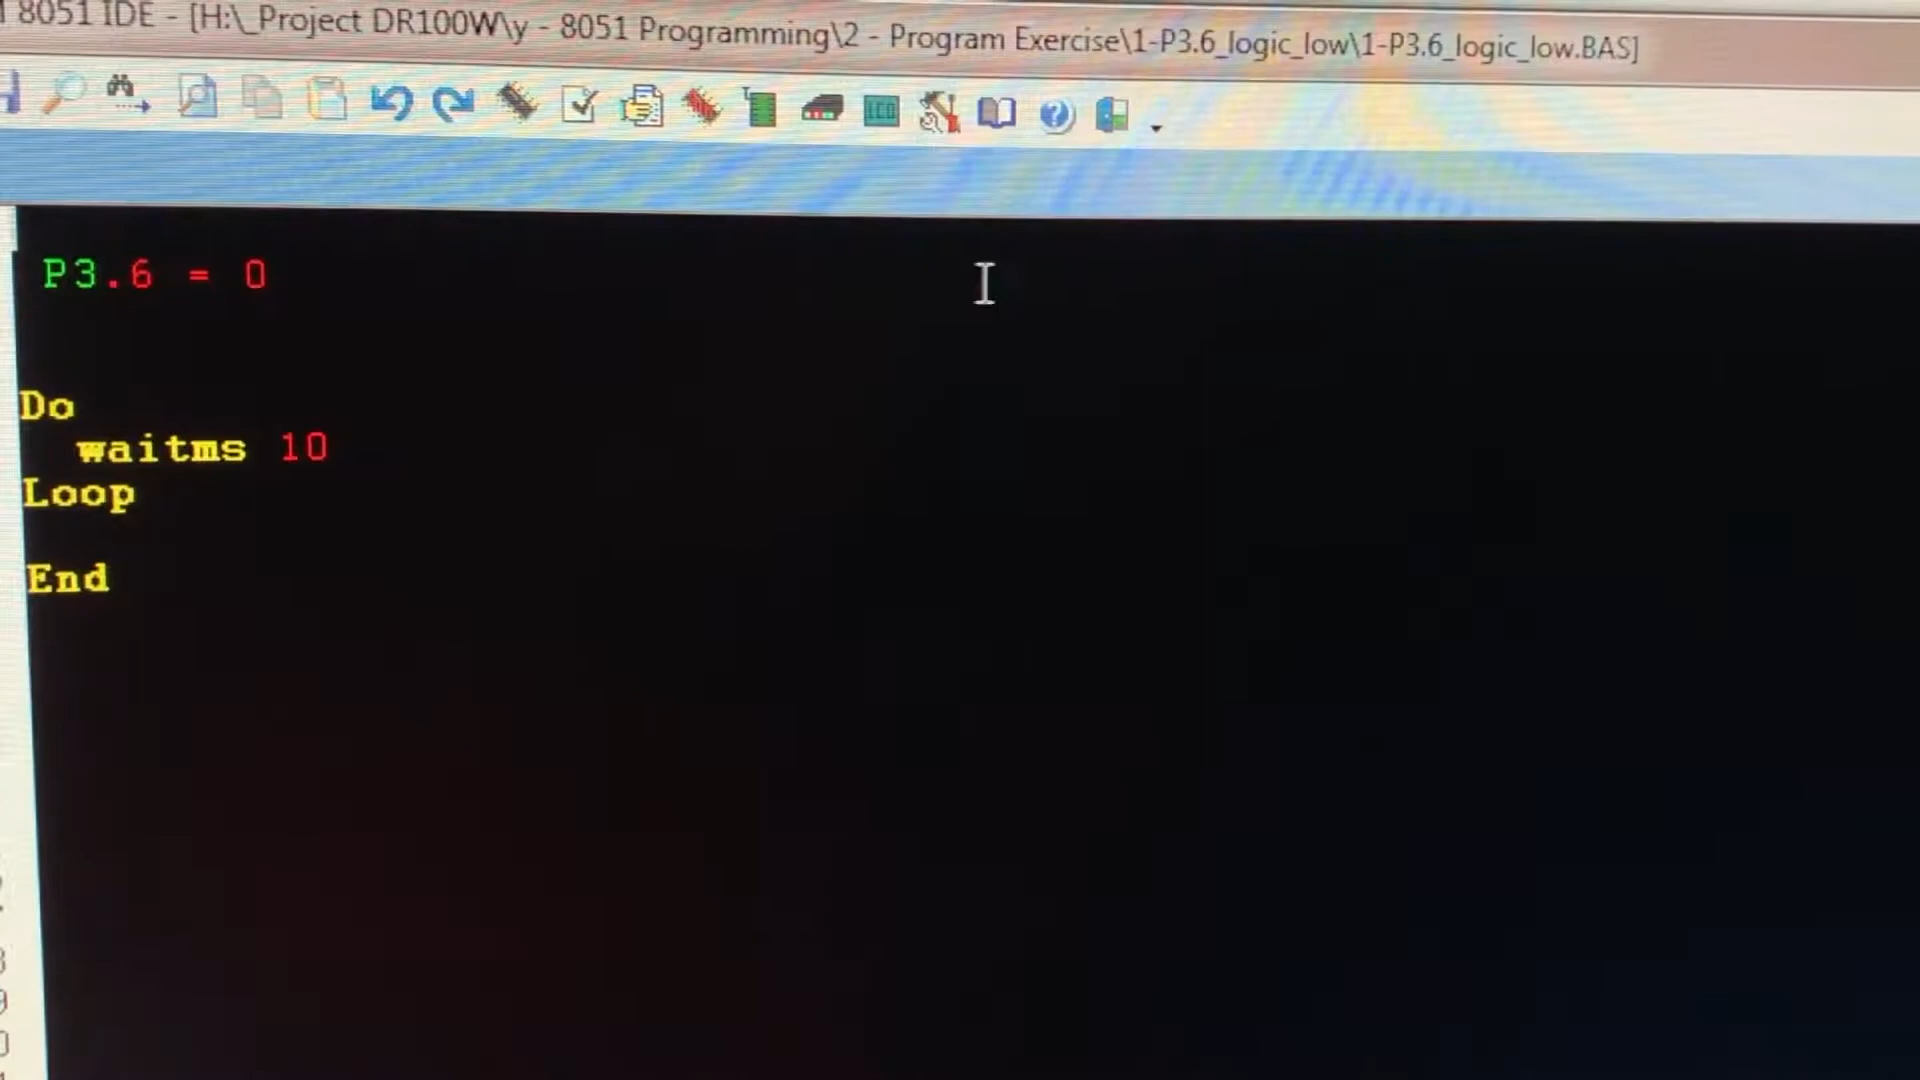 8051 IDE - [H:\_Project DR100W\y - 8051 Programming\2 - Program Exercise\1-P3.6_logic_low\1-P3.6_logic_low.BAS]
LCD
P3.6 = 0
Do
waitms 10
Loop
End